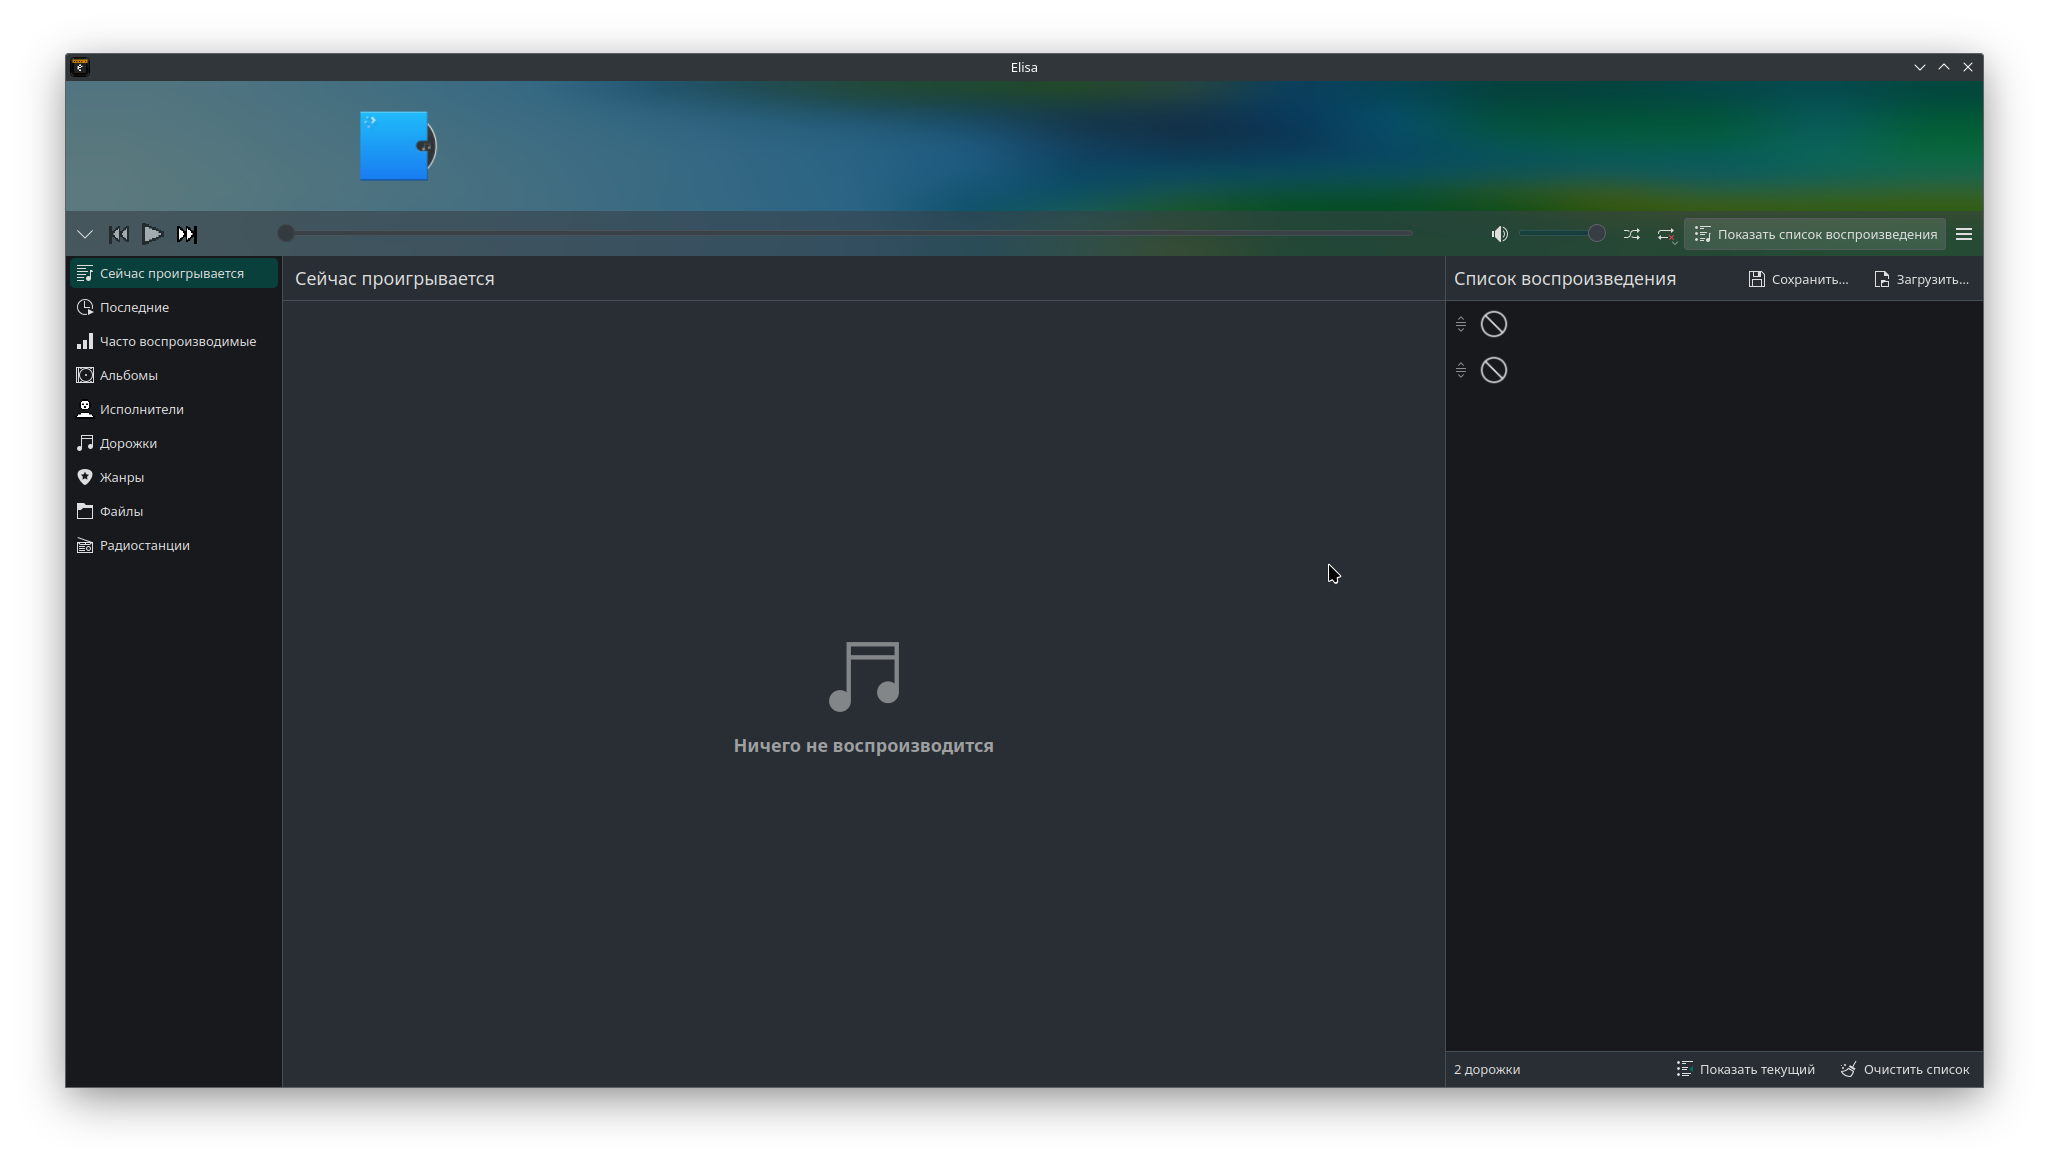 Elisa
Показать список воспроизведения
Сейчас проигрывается
Последние
Часто воспроизводимые
Альбомы
Исполнители
Дорожки
Жанры
Файлы
Радиостанции
Сейчас проигрывается
Ничего не воспроизводится
Список воспроизведения
Сохранить...
Загрузить...
2 дорожки
Показать текущий
Очистить список